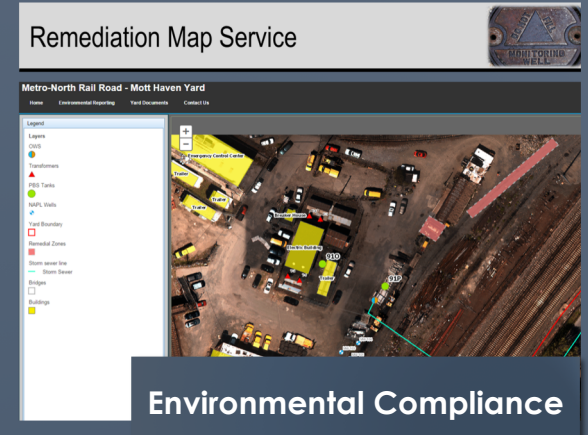 Remediation Map Service
MONITORING
WELL
Metro-North Rail Road - Mott Haven Yard
Home Environmental Reporting Yard Documents Contact Us
Legend
Layers
OWS
Transformers
PBS Tanks
NAPL Wells
Yard Boundary
Remedial Zones
Storm sewer line
Storm Sewer
Bridges
Buildings
+
−
Emergency Control Center
Trailer
Trailer
Trailer
Breaker House
Electric Building
910
Trailer
91P
Environmental Compliance